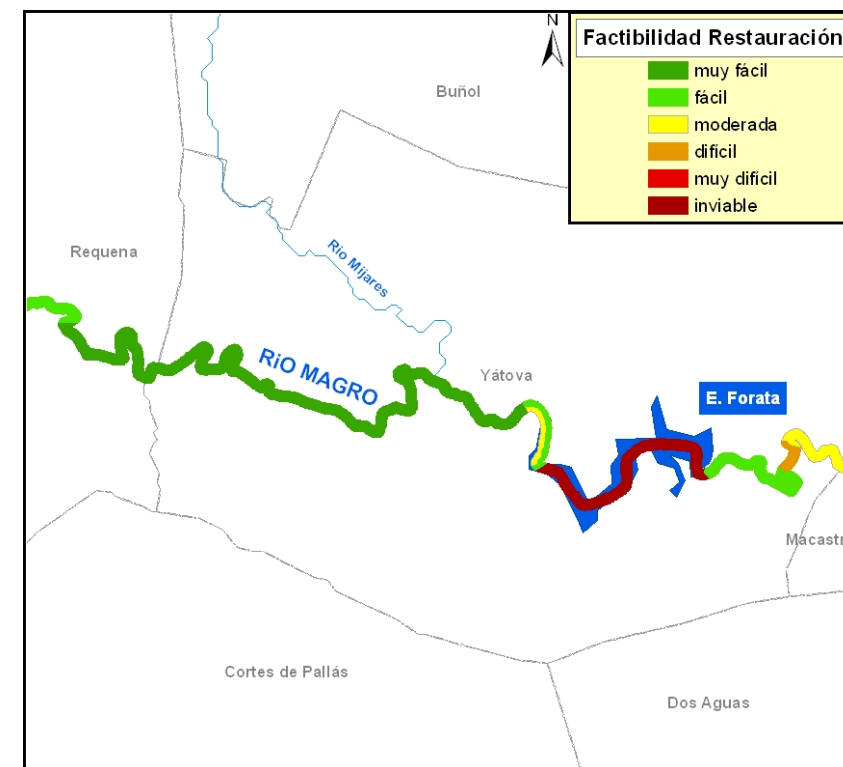 N
Factibilidad Restauración
muy fácil
fácil
moderada
difícil
muy difícil
inviable
Buñol
Requena
Rio Mijares
RiO MAGRO
Yátova
E. Forata
Macastr
Cortes de Pallás
Dos Aguas